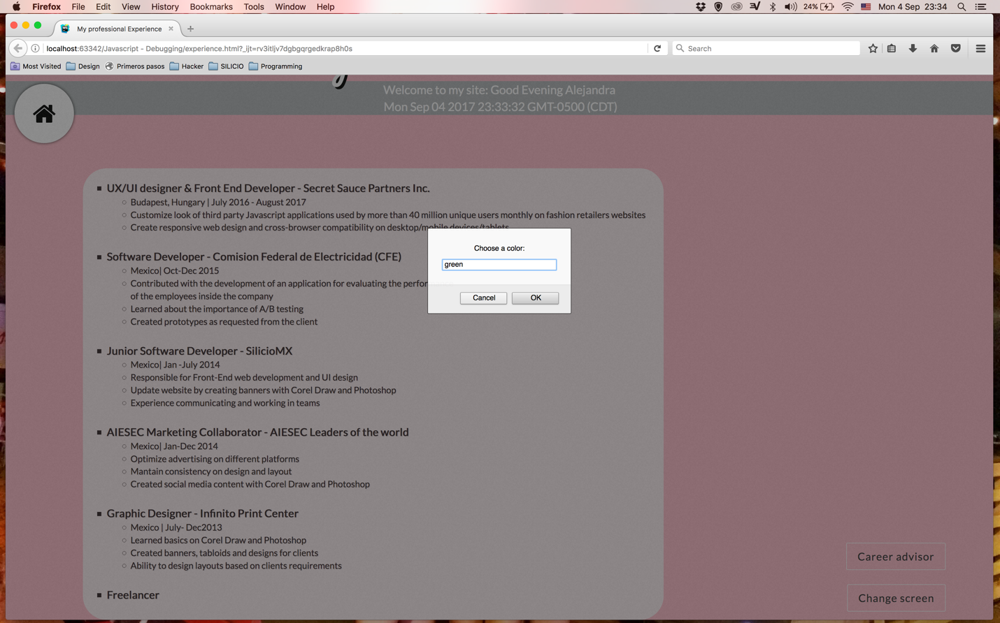 Firefox File Edit View History Bookmarks Tools Window Help 24% Mon 4 Sep 23:34
My professional Experience
localhost:63342/Javascript - Debugging/experience.html?_ijt=rv3itljv7dgbgqrgedkrap8h0s Search
Most Visited Design Primeros pasos Hacker SILICIO Programming
Welcome to my site: Good Evening Alejandra
Mon Sep 04 2017 23:33:32 GMT-0500 (CDT)
UX/UI designer & Front End Developer - Secret Sauce Partners Inc.
Budapest, Hungary | July 2016 - August 2017
Customize look of third party Javascript applications used by more than 40 million unique users monthly on fashion retailers websites
Create responsive web design and cross-browser compatibility on desktop/mobile devices/tablets
Choose a color:
green
Cancel OK
Software Developer - Comision Federal de Electricidad (CFE)
Mexico| Oct-Dec 2015
Contributed with the development of an application for evaluating the perfor
of the employees inside the company
Learned about the importance of A/B testing
Created prototypes as requested from the client
Junior Software Developer - SilicioMX
Mexico| Jan -July 2014
Responsible for Front-End web development and UI design
Update website by creating banners with Corel Draw and Photoshop
Experience communicating and working in teams
AIESEC Marketing Collaborator - AIESEC Leaders of the world
Mexico| Jan-Dec 2014
Optimize advertising on different platforms
Mantain consistency on design and layout
Created social media content with Corel Draw and Photoshop
Graphic Designer - Infinito Print Center
Mexico | July- Dec2013
Learned basics on Corel Draw and Photoshop
Created banners, tabloids and designs for clients
Ability to design layouts based on clients requirements
Freelancer
Career advisor
Change screen